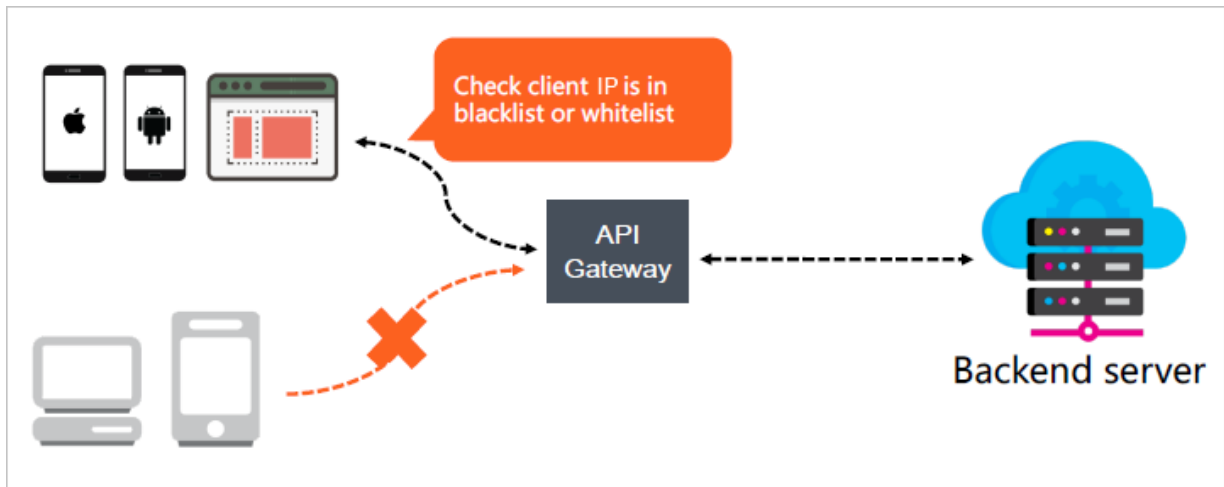 Check client IP is in
blacklist or whitelist
API
Gateway
Backend server